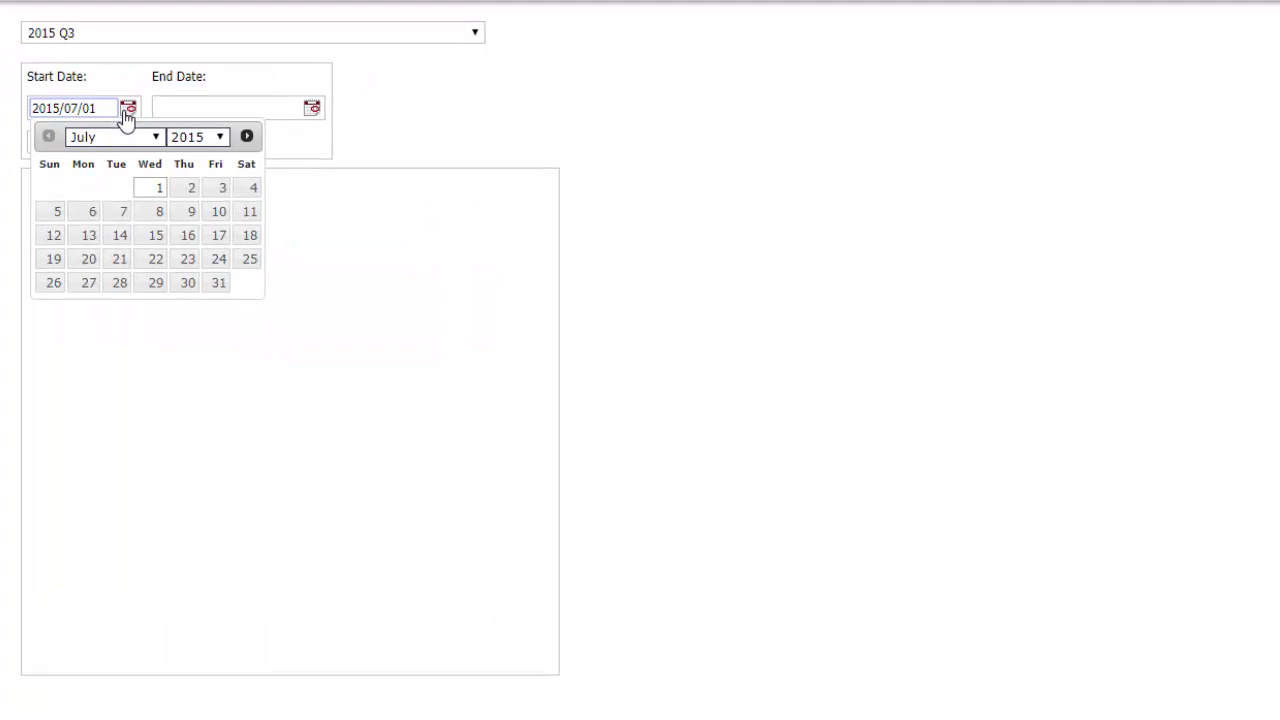 2015 Q3
Start Date: End Date:
2015/07/01
July 2015
Sun Mon Tue Wed Thu Fri Sat
1 2 3 4
5 6 7 8 9 10 11
12 13 14 15 16 17 18
19 20 21 22 23 24 25
26 27 28 29 30 31